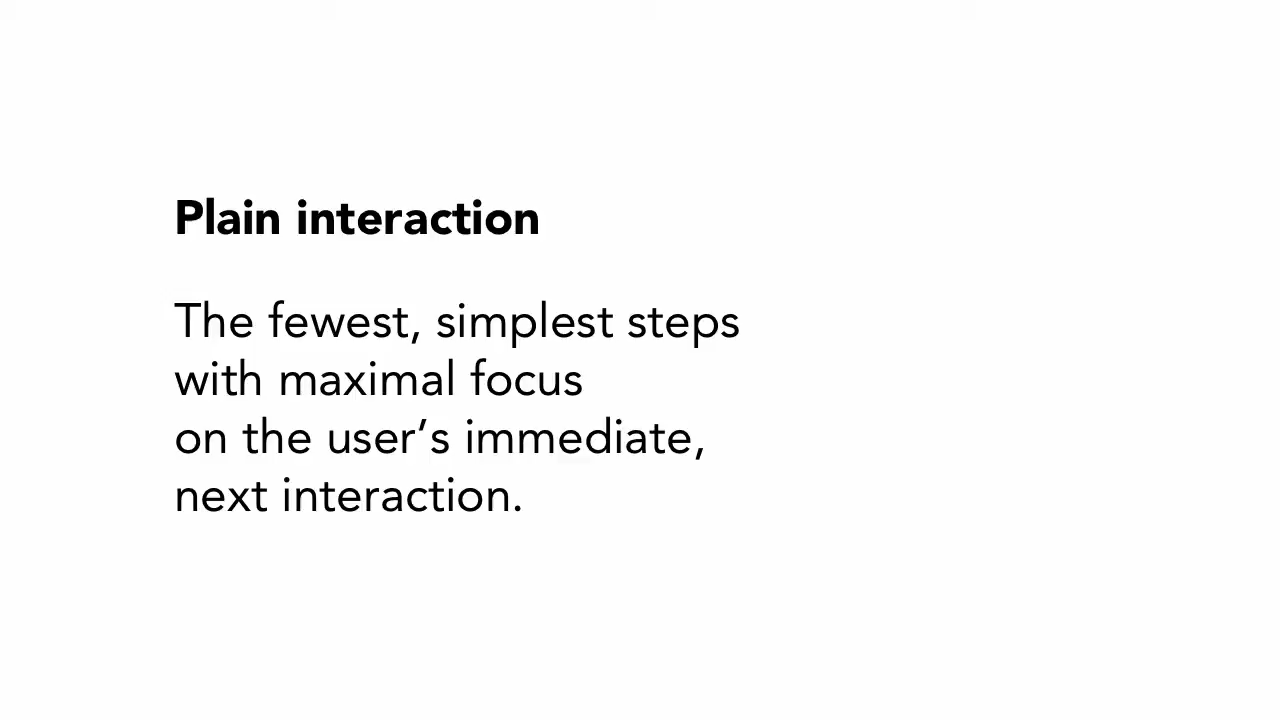 Plain interaction
The fewest, simplest steps
with maximal focus
on the user’s immediate,
next interaction.